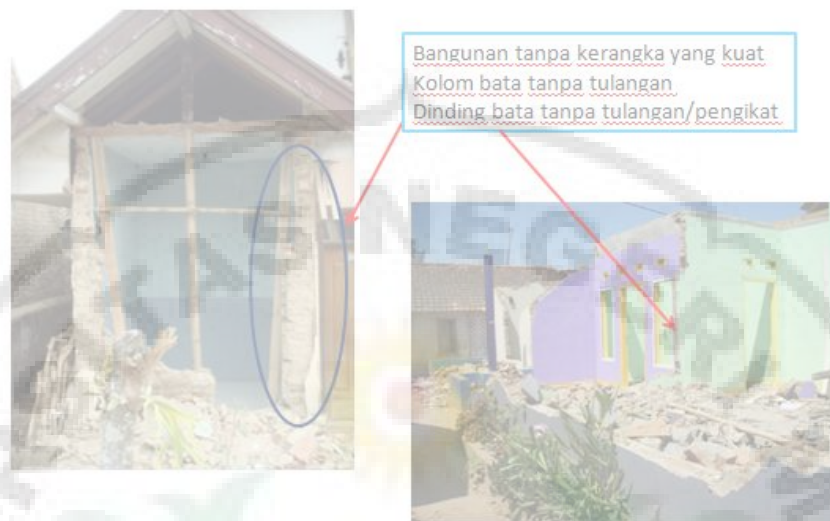 Bangunan tanpa kerangka yang kuat
Kolom bata tanpa tulangan
Dinding bata tanpa tulangan/pengikat